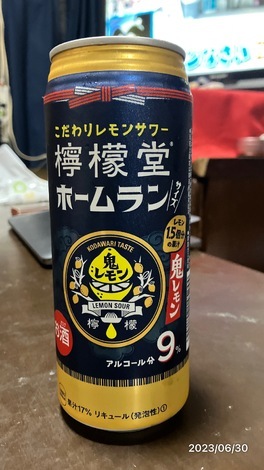 こだわりレモンサワー
檸檬堂
ホームラン
サイズ
レモン
1.5個分
の果汁
鬼レモン
KODAWARI TASTE
鬼
レモン
LEMON SOUR
檸檬
お酒
アルコール分 9%
果汁17% リキュール(発泡性)①
2023/06/30